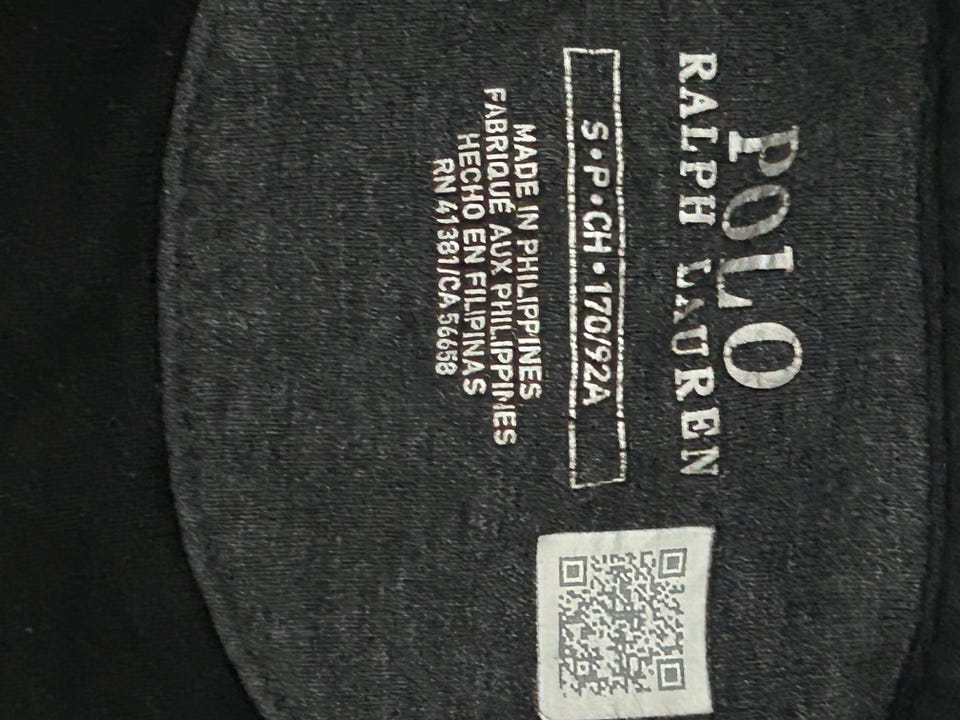 POLO
RALPH LAUREN
S•P•CH•170/92A
MADE IN PHILIPPINES
FABRIQUÉ AUX PHILIPPINES
HECHO EN FILIPINAS
RN 41381/CA 56658